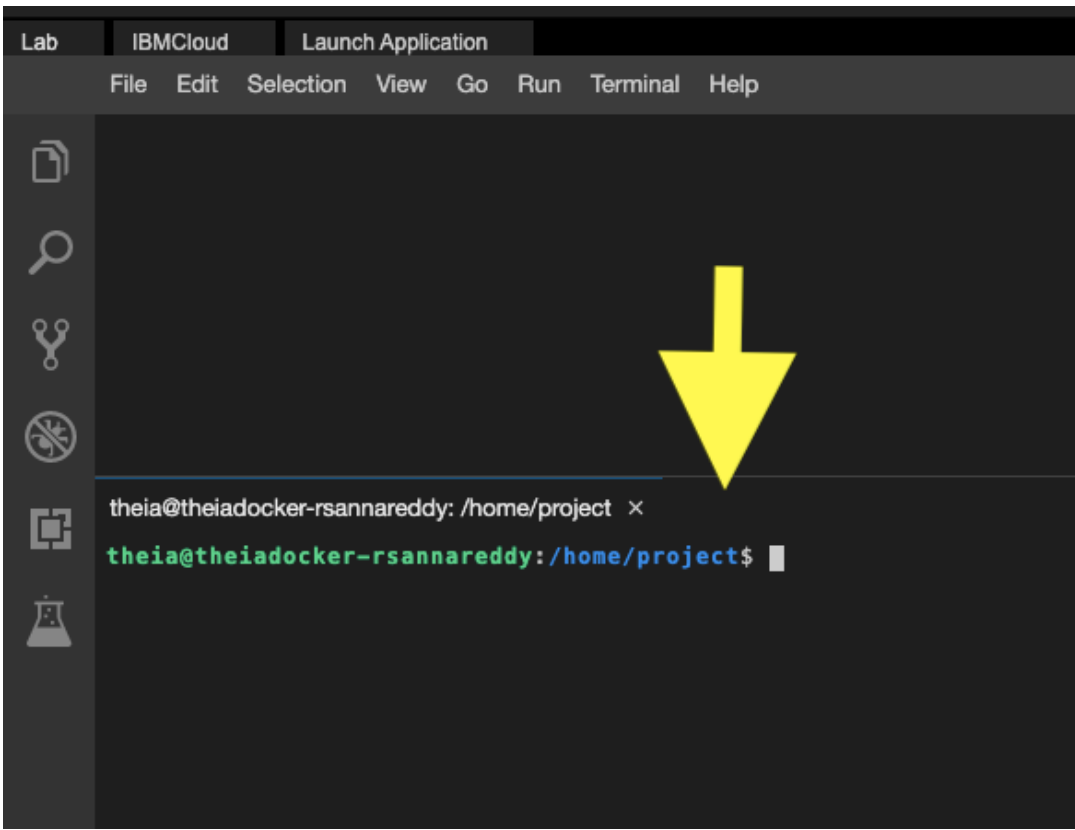 Lab IBMCloud Launch Application
File Edit Selection View Go Run Terminal Help
theia@theiadocker-rsannareddy: /home/project ×
theia@theiadocker-rsannareddy:/home/project$